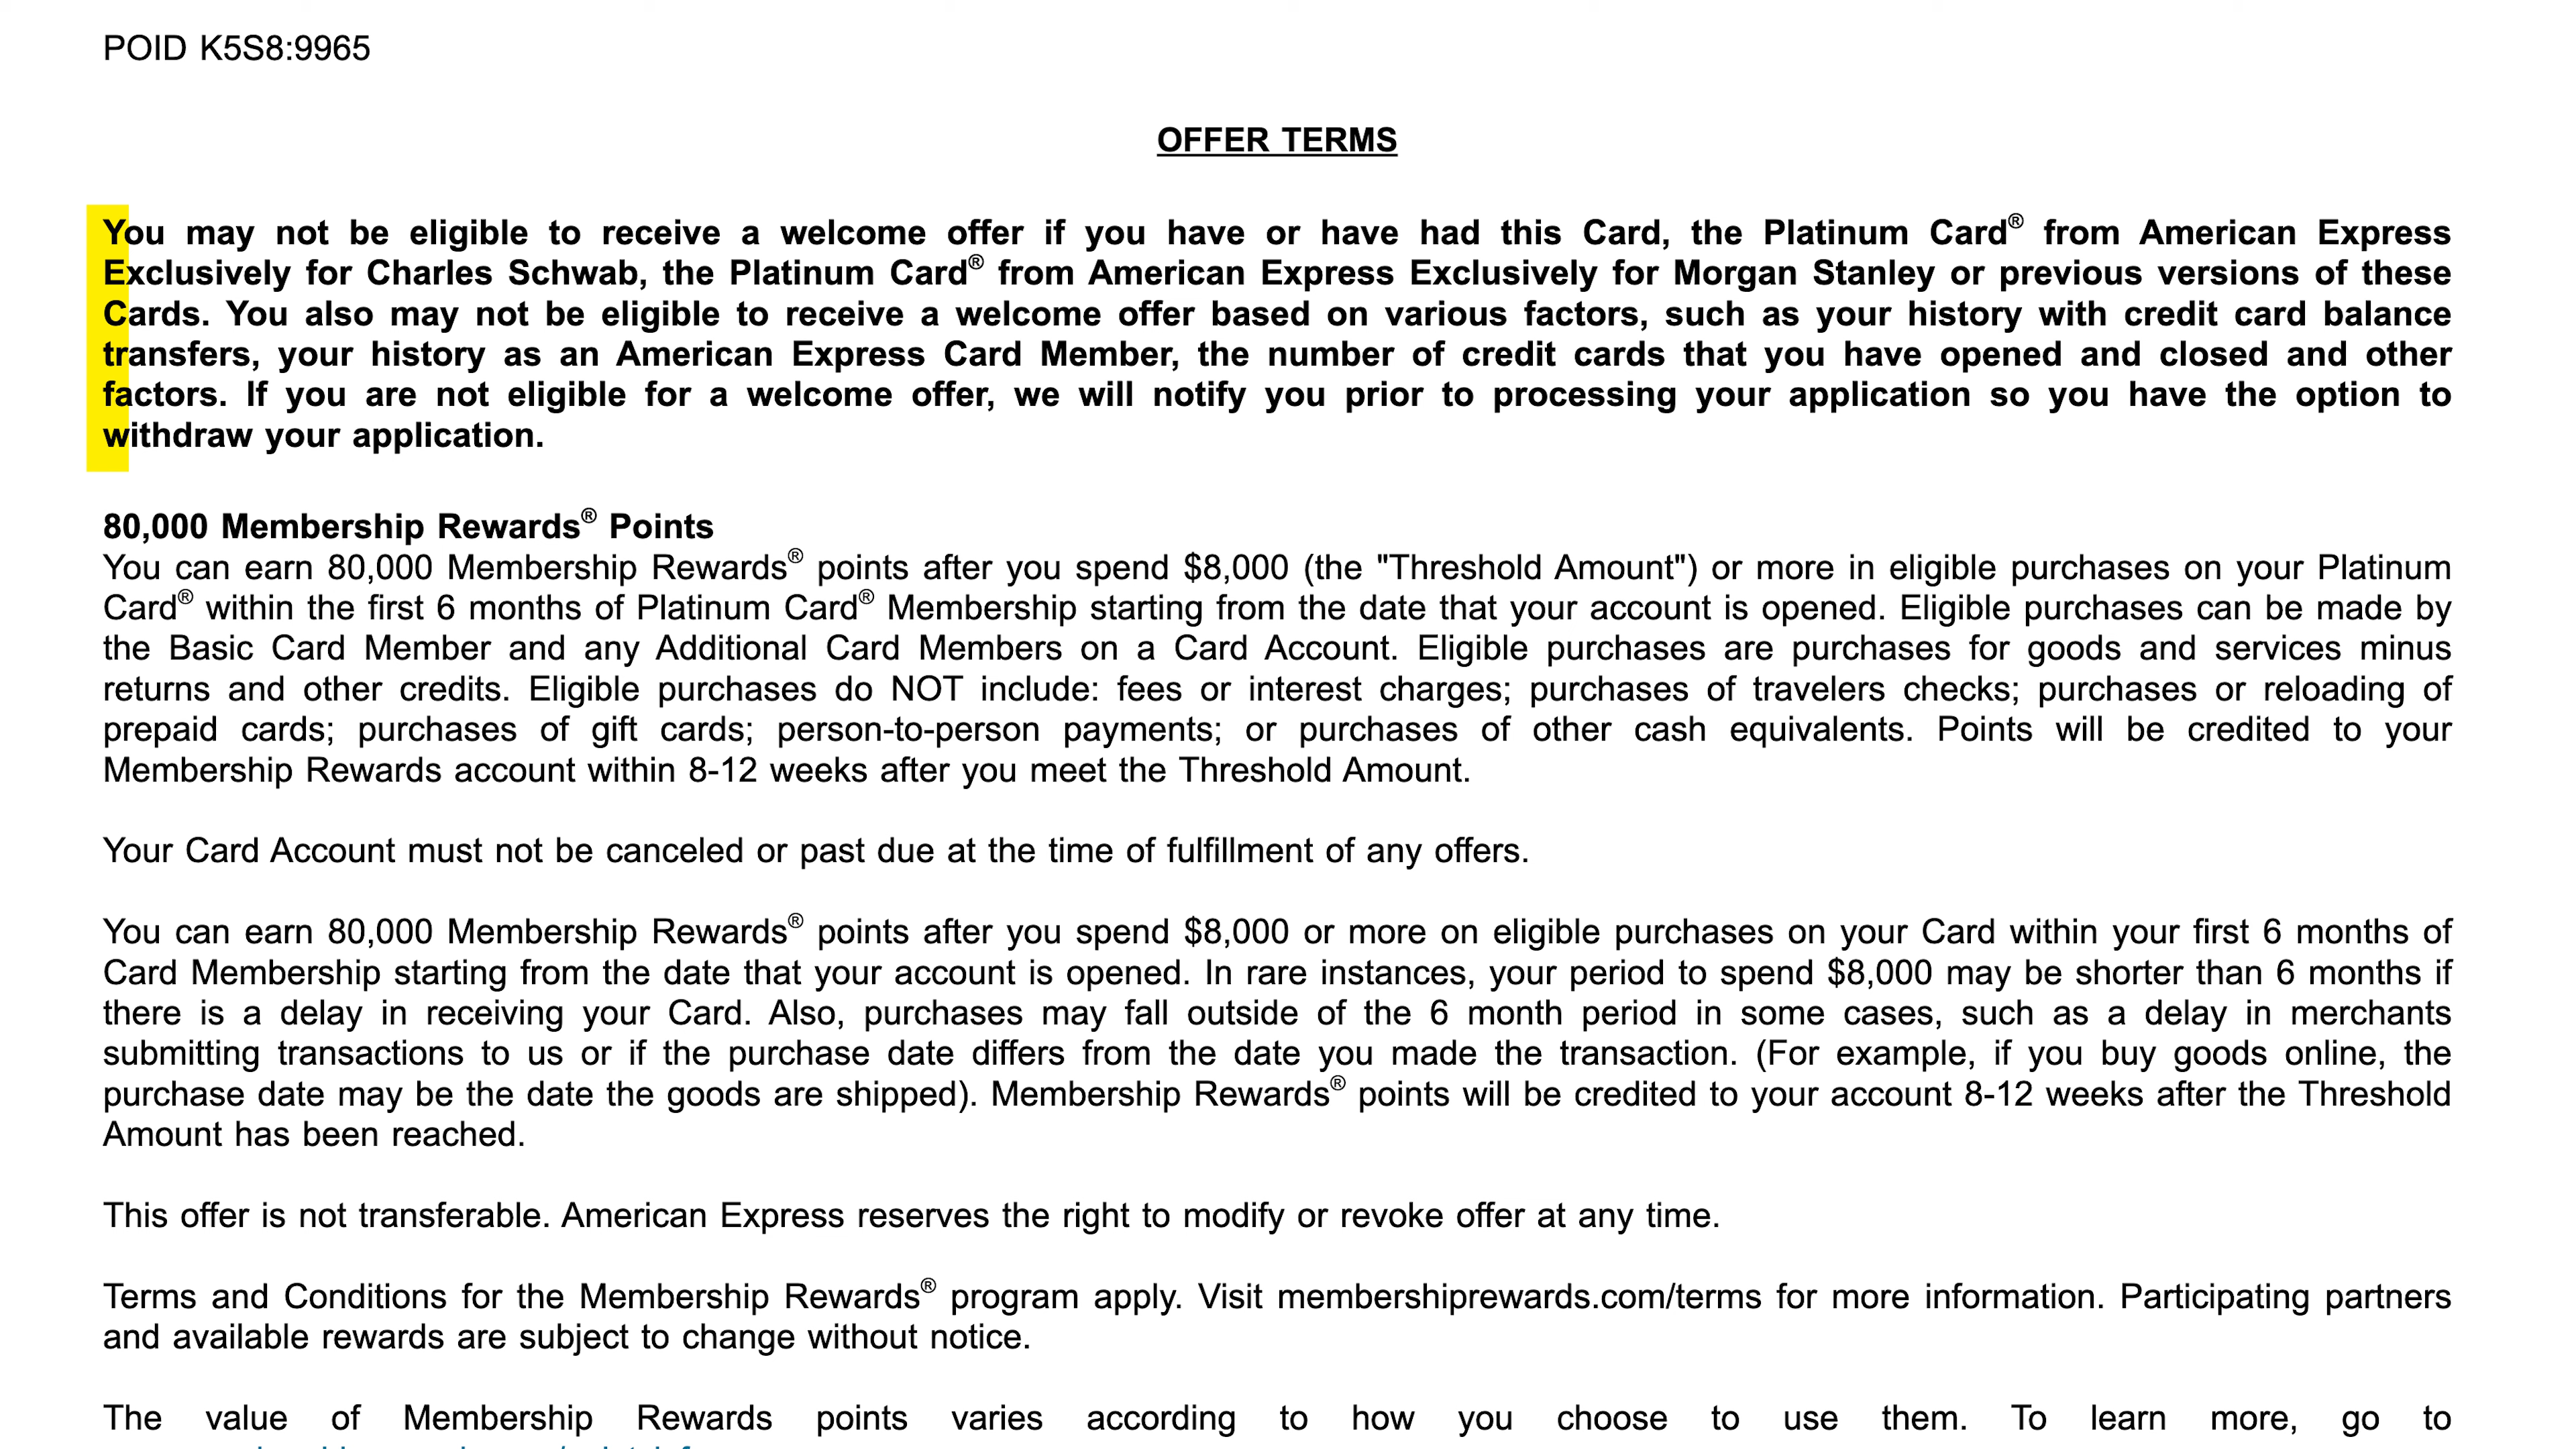 POID K5S8:9965
OFFER TERMS
You may not be eligible to receive a welcome offer if you have or have had this Card, the Platinum Card® from American Express
Exclusively for Charles Schwab, the Platinum Card® from American Express Exclusively for Morgan Stanley or previous versions of these
Cards. You also may not be eligible to receive a welcome offer based on various factors, such as your history with credit card balance
transfers, your history as an American Express Card Member, the number of credit cards that you have opened and closed and other
factors. If you are not eligible for a welcome offer, we will notify you prior to processing your application so you have the option to
withdraw your application.
80,000 Membership Rewards® Points
You can earn 80,000 Membership Rewards® points after you spend $8,000 (the "Threshold Amount") or more in eligible purchases on your Platinum
Card® within the first 6 months of Platinum Card® Membership starting from the date that your account is opened. Eligible purchases can be made by
the Basic Card Member and any Additional Card Members on a Card Account. Eligible purchases are purchases for goods and services minus
returns and other credits. Eligible purchases do NOT include: fees or interest charges; purchases of travelers checks; purchases or reloading of
prepaid cards; purchases of gift cards; person-to-person payments; or purchases of other cash equivalents. Points will be credited to your
Membership Rewards account within 8-12 weeks after you meet the Threshold Amount.
Your Card Account must not be canceled or past due at the time of fulfillment of any offers.
You can earn 80,000 Membership Rewards® points after you spend $8,000 or more on eligible purchases on your Card within your first 6 months of
Card Membership starting from the date that your account is opened. In rare instances, your period to spend $8,000 may be shorter than 6 months if
there is a delay in receiving your Card. Also, purchases may fall outside of the 6 month period in some cases, such as a delay in merchants
submitting transactions to us or if the purchase date differs from the date you made the transaction. (For example, if you buy goods online, the
purchase date may be the date the goods are shipped). Membership Rewards® points will be credited to your account 8-12 weeks after the Threshold
Amount has been reached.
This offer is not transferable. American Express reserves the right to modify or revoke offer at any time.
Terms and Conditions for the Membership Rewards® program apply. Visit membershiprewards.com/terms for more information. Participating partners
and available rewards are subject to change without notice.
The value of Membership Rewards points varies according to how you choose to use them. To learn more, go to